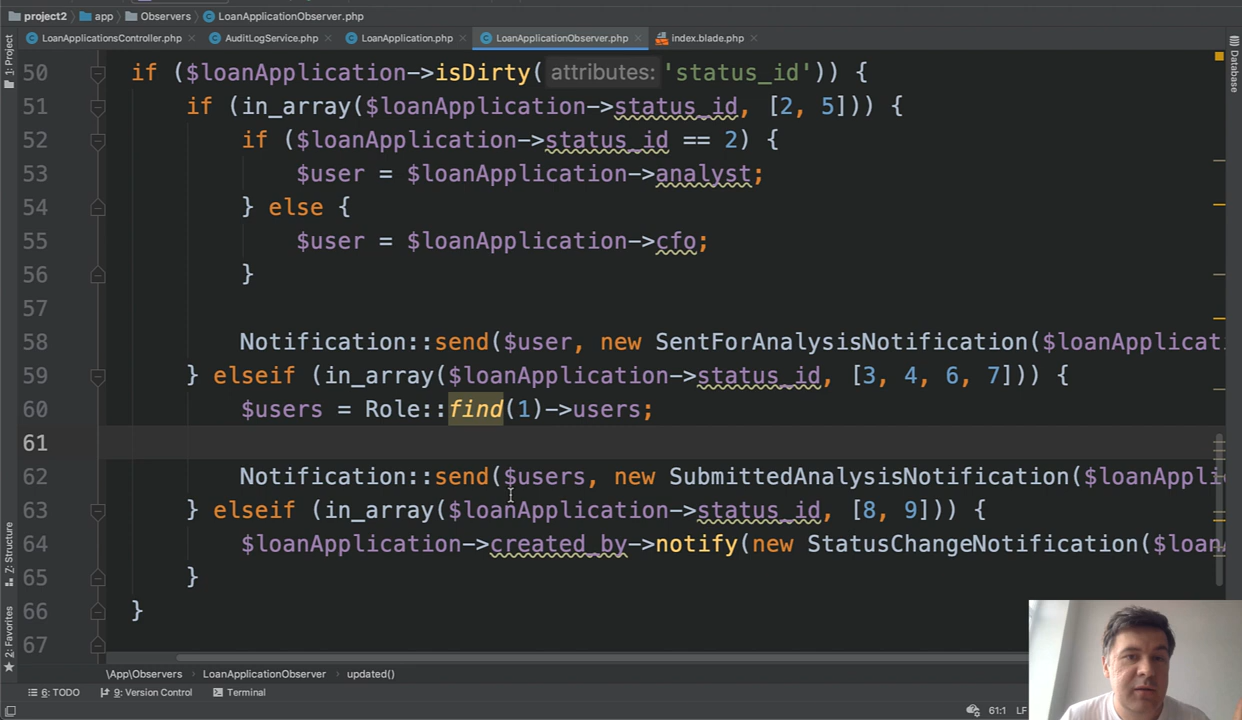 project2 app Observers LoanApplicationObserver.php
LoanApplicationsController.php AuditLogService.php LoanApplication.php LoanApplicationObserver.php index.blade.php
1: Project
Database
50 if ($loanApplication->isDirty( attributes: 'status_id')) {
51 if (in_array($loanApplication->status_id, [2, 5])) {
52 if ($loanApplication->status_id == 2) {
53 $user = $loanApplication->analyst;
54 } else {
55 $user = $loanApplication->cfo;
56 }
57
58 Notification::send($user, new SentForAnalysisNotification($loanApplicat
59 } elseif (in_array($loanApplication->status_id, [3, 4, 6, 7])) {
60 $users = Role::find(1)->users;
61
62 Notification::send($users, new SubmittedAnalysisNotification($loanAppli
63 } elseif (in_array($loanApplication->status_id, [8, 9])) {
64 $loanApplication->created_by->notify(new StatusChangeNotification($loan
65 }
66 }
67
Z: Structure
2: Favorites
\App\Observers LoanApplicationObserver updated()
6: TODO 9: Version Control Terminal
61:1 LF